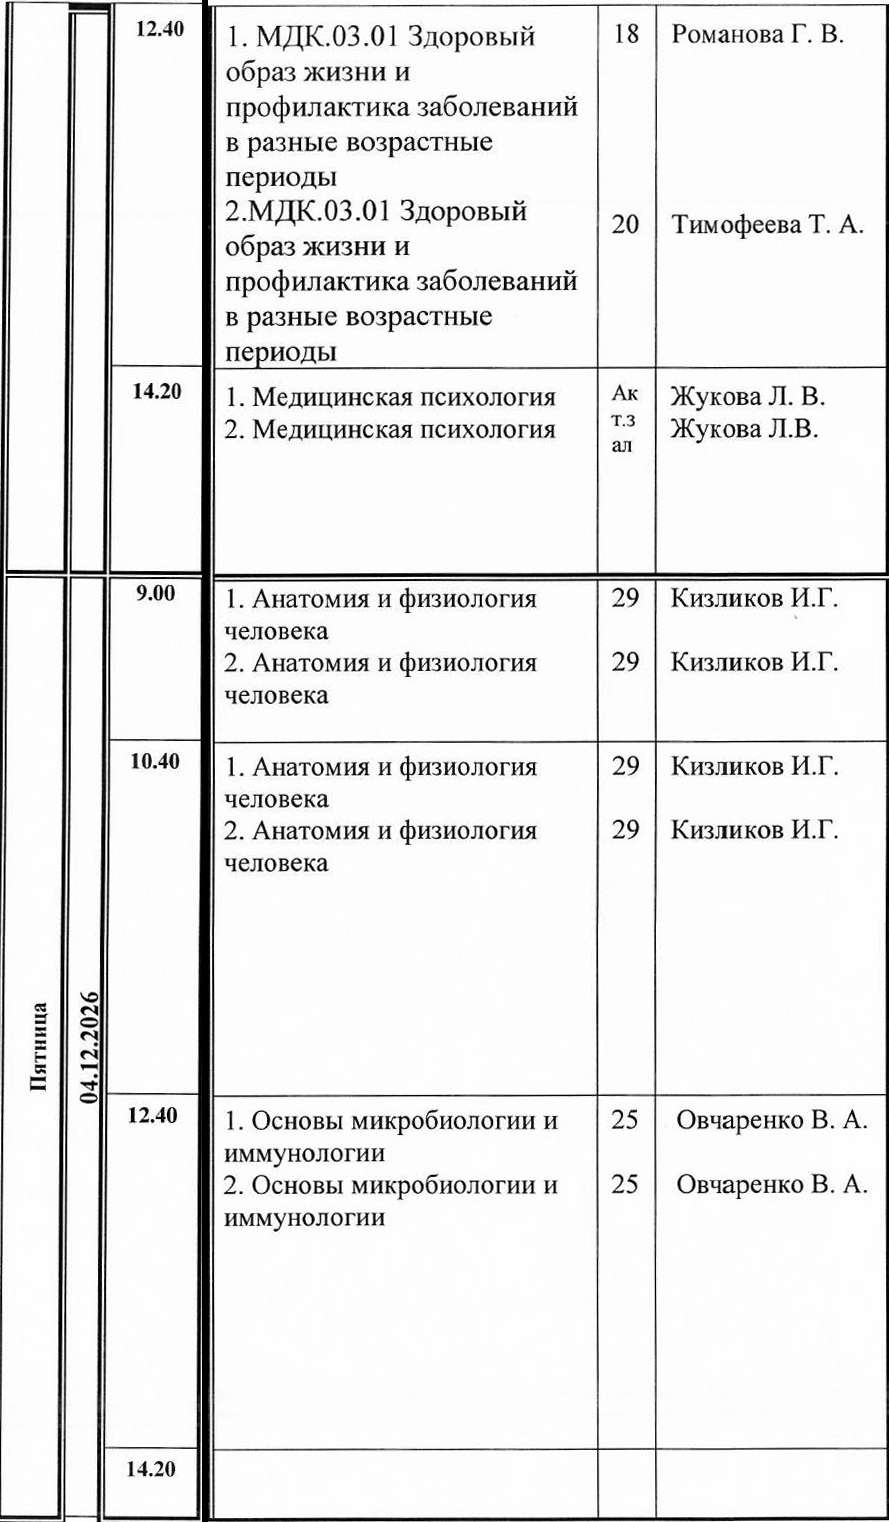 12.40
1. МДК.03.01 Здоровый
образ жизни и
профилактика заболеваний
в разные возрастные
периоды
18
Романова Г. В.
2.МДК.03.01 Здоровый
образ жизни и
профилактика заболеваний
в разные возрастные
периоды
20
Тимофеева Т. А.
14.20
1. Медицинская психология
2. Медицинская психология
Ак
т.з
ал
Жукова Л. В.
Жукова Л.В.
Пятница
04.12.2026
9.00
1. Анатомия и физиология
человека
29
Кизликов И.Г.
2. Анатомия и физиология
человека
29
Кизликов И.Г.
10.40
1. Анатомия и физиология
человека
29
Кизликов И.Г.
2. Анатомия и физиология
человека
29
Кизликов И.Г.
12.40
1. Основы микробиологии и
иммунологии
25
Овчаренко В. А.
2. Основы микробиологии и
иммунологии
25
Овчаренко В. А.
14.20